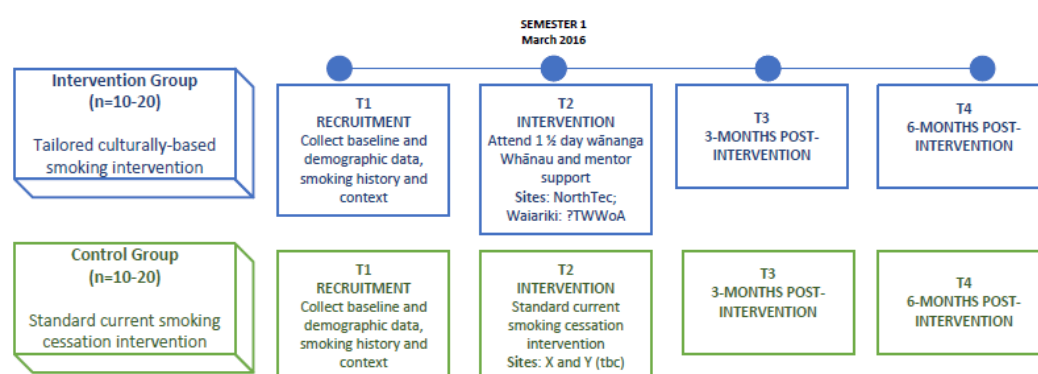 SEMESTER 1
March 2016
Intervention Group
(n=10-20)
Tailored culturally-based
smoking intervention
T1
RECRUITMENT
Collect baseline and
demographic data,
smoking history and
context
T2
INTERVENTION
Attend 1 ½ day wānanga
Whānau and mentor
support
Sites: NorthTec;
Waiariki: ?TWWoA
T3
3-MONTHS POST-
INTERVENTION
T4
6-MONTHS POST-
INTERVENTION
Control Group
(n=10-20)
Standard current smoking
cessation intervention
T1
RECRUITMENT
Collect baseline and
demographic data,
smoking history and
context
T2
INTERVENTION
Standard current
smoking cessation
intervention
Sites: X and Y (tbc)
T3
3-MONTHS POST-
INTERVENTION
T4
6-MONTHS POST-
INTERVENTION